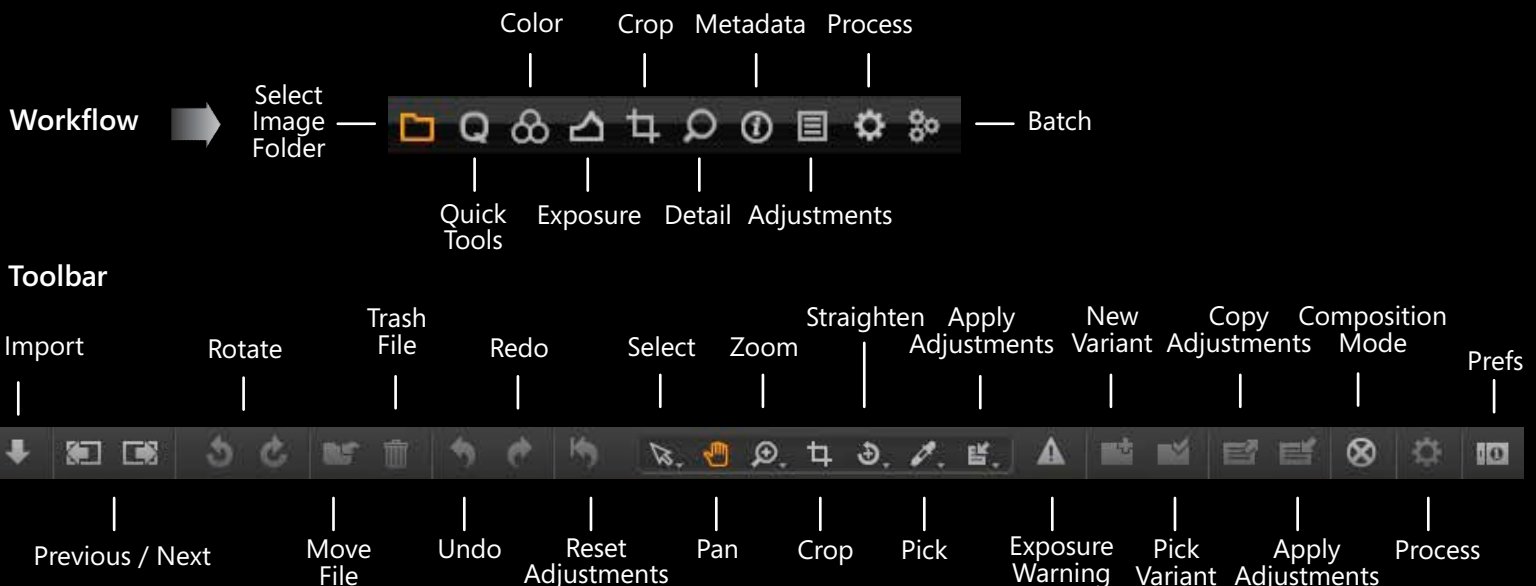 Color Crop Metadata Process
Workflow
Select
Image
Folder
Q
Batch
Quick
Tools
Exposure Detail Adjustments
Toolbar
Import
Rotate
Trash
File
Redo
Select
Zoom
Straighten
Apply
Adjustments
New
Variant
Copy
Adjustments
Composition
Mode
Prefs
Previous / Next
Move
File
Undo
Reset
Adjustments
Pan
Crop
Pick
Exposure
Warning
Pick
Variant
Apply
Adjustments
Process